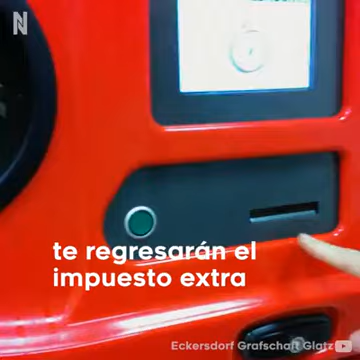 te regresarán el
impuesto extra
Eckersdorf Grafschaft Glatz